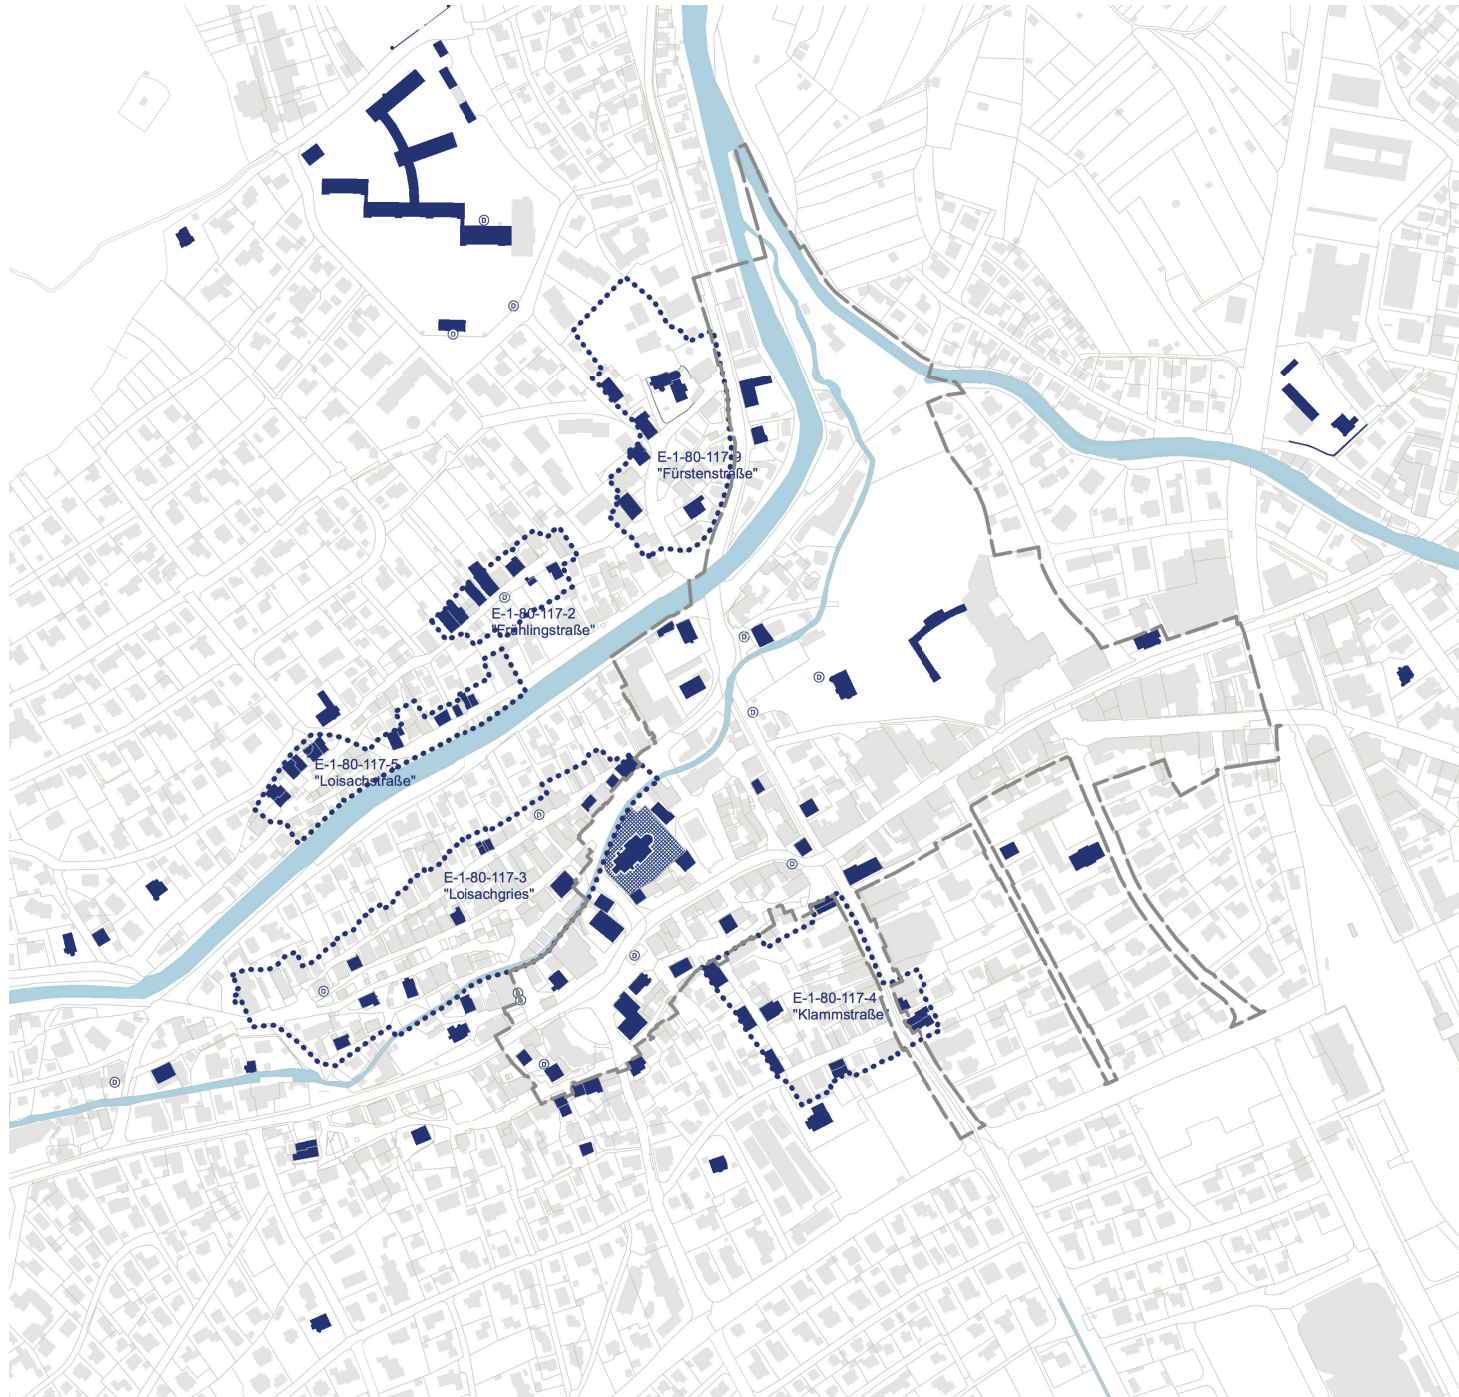 D
D
D
E-1-80-117-9
"Fürstenstraße"
D
E-1-80-117-2
"Frühlingstraße"
D
D
D
E-1-80-117-5
"Loisachstraße"
D
D
E-1-80-117-3
"Loisachgries"
D
D
D
D
E-1-80-117-4
"Klammstraße"
D
D